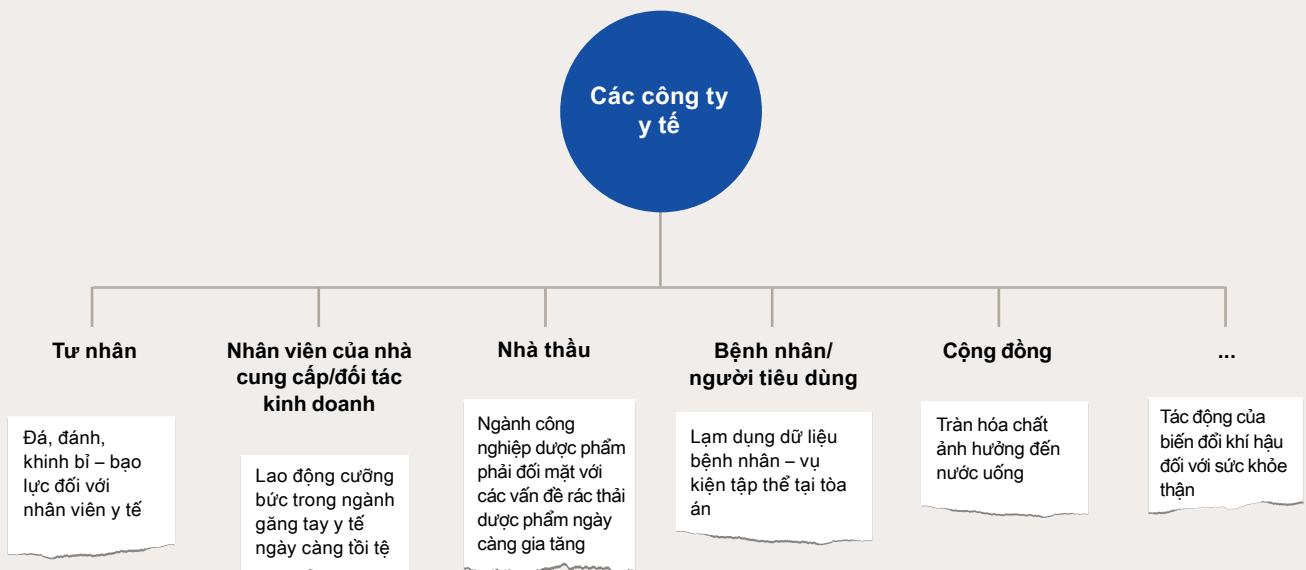 Các công ty
y tế
Tư nhân
Đá, đánh,
khinh bỉ – bạo
lực đối với
nhân viên y tế
Nhân viên của nhà
cung cấp/đối tác
kinh doanh
Lao động cưỡng
bức trong ngành
găng tay y tế
ngày càng tồi tệ
Nhà thầu
Ngành công
nghiệp dược phẩm
phải đối mặt với
các vấn đề rác thải
dược phẩm ngày
càng gia tăng
Bệnh nhân/
người tiêu dùng
Lạm dụng dữ liệu
bệnh nhân – vụ
kiện tập thể tại tòa
án
Cộng đồng
Tràn hóa chất
ảnh hưởng đến
nước uống
...
Tác động của
biến đổi khí hậu
đối với sức khỏe
thận